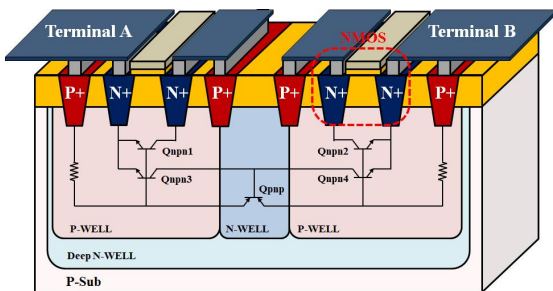 Terminal A
NMOS
Terminal B
P+
N+
N+
P+
P+
N+
N+
P+
Qnpn1
Qnpn2
Qnpn3
Qpnp
Qnpn4
P-WELL
N-WELL
P-WELL
Deep N-WELL
P-Sub